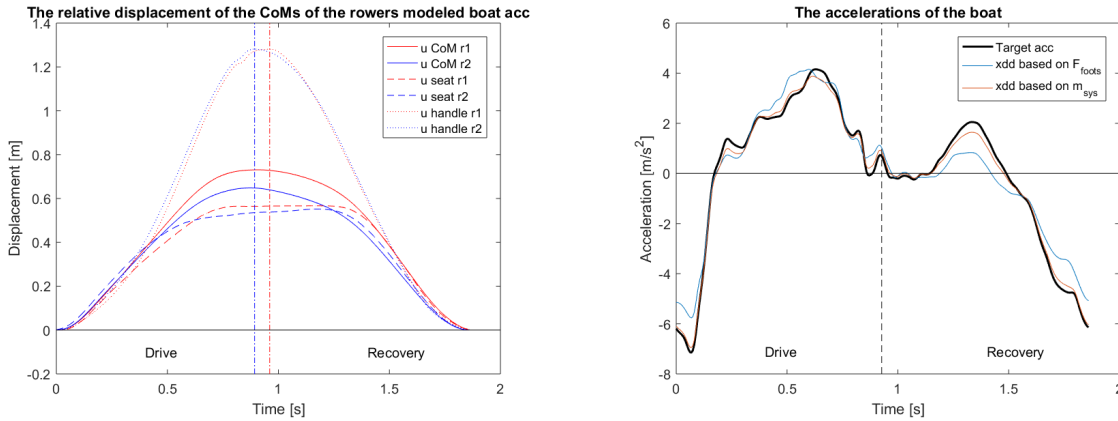 The relative displacement of the CoMs of the rowers modeled boat acc
1.4
1.2
1
0.8
0.6
0.4
0.2
0
-0.2
Displacement [m]
u CoM r1
u CoM r2
u seat r1
u seat r2
u handle r1
u handle r2
Drive
Recovery
0
0.5
1
1.5
2
Time [s]
The accelerations of the boat
6
4
2
0
-2
-4
-6
-8
Acceleration [m/s²]
Target acc
xdd based on F_foots
xdd based on m_sys
Drive
Recovery
0
0.5
1
1.5
2
Time [s]